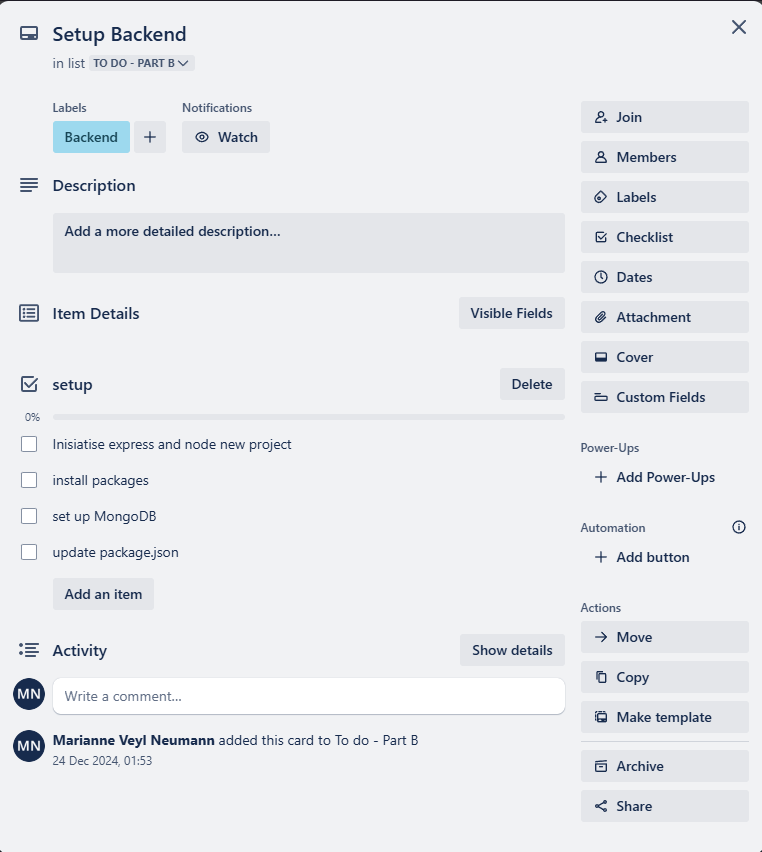 Setup Backend
in list TO DO - PART B
Labels
Notifications
Backend
Watch
Description
Add a more detailed description...
Item Details
Visible Fields
setup
Delete
0%
Inisiatise express and node new project
install packages
set up MongoDB
update package.json
Add an item
Activity
Show details
MN
Write a comment...
MN
Marianne Veyl Neumann added this card to To do - Part B
24 Dec 2024, 01:53
Join
Members
Labels
Checklist
Dates
Attachment
Cover
Custom Fields
Power-Ups
+ Add Power-Ups
Automation
+ Add button
Actions
Move
Copy
Make template
Archive
Share